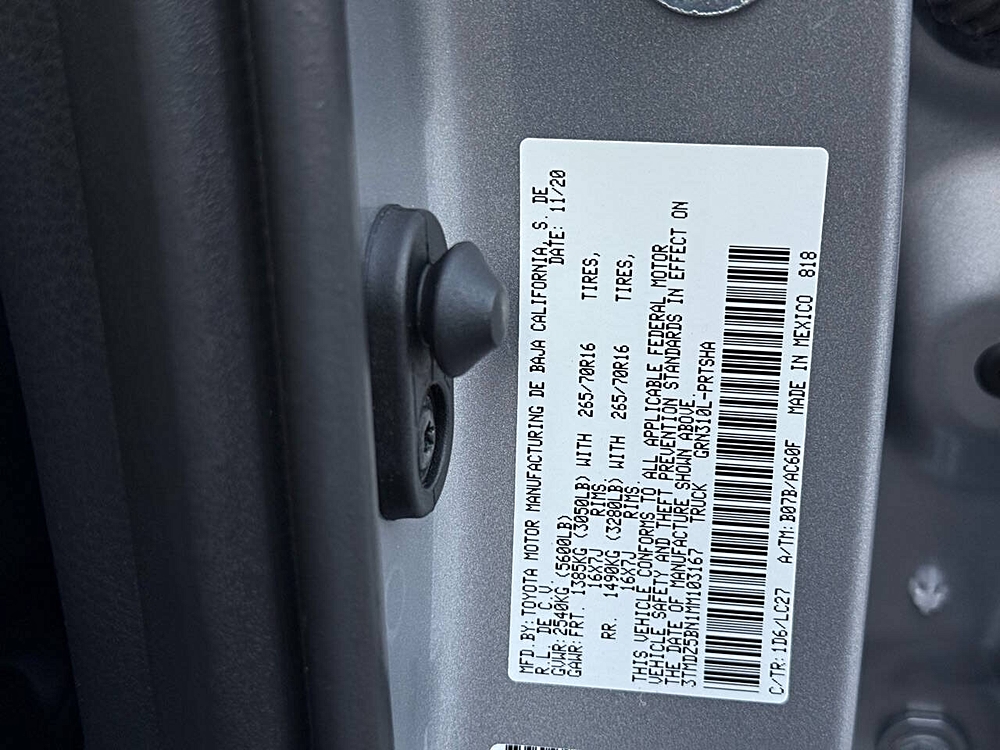 MFD.BY:TOYOTA MOTOR MANUFACTURING DE BAJA CALIFORNIA, S. DE
R.L. DE C.V. DATE: 11/20
GVWR:2540KG (5600LB)
GAWR:FRT. 1385KG (3050LB) WITH 265/70R16 TIRES,
16X7J RIMS.
RR. 1490KG (3280LB) WITH 265/70R16 TIRES,
16X7J RIMS.
THIS VEHICLE CONFORMS TO ALL APPLICABLE FEDERAL MOTOR
VEHICLE SAFETY AND THEFT PREVENTION STANDARDS IN EFFECT ON
THE DATE OF MANUFACTURE SHOWN ABOVE.
3TMDZ5BN1MM103167 TRUCK GRN310L-PRTSHA
C/TR:1D6/LC27 A/TM:B07B/AC60F MADE IN MEXICO 818